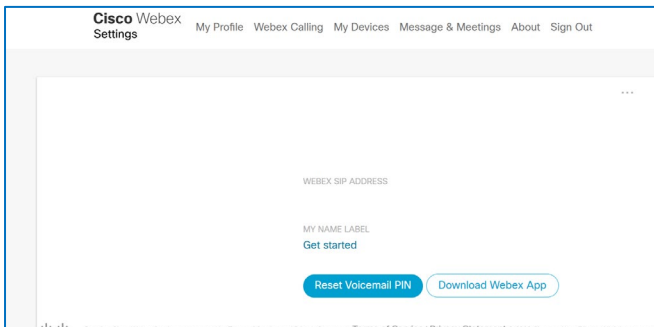 Cisco Webex
Settings
My Profile Webex Calling My Devices Message & Meetings About Sign Out
WEBEX SIP ADDRESS
MY NAME LABEL
Get started
Reset Voicemail PIN Download Webex App